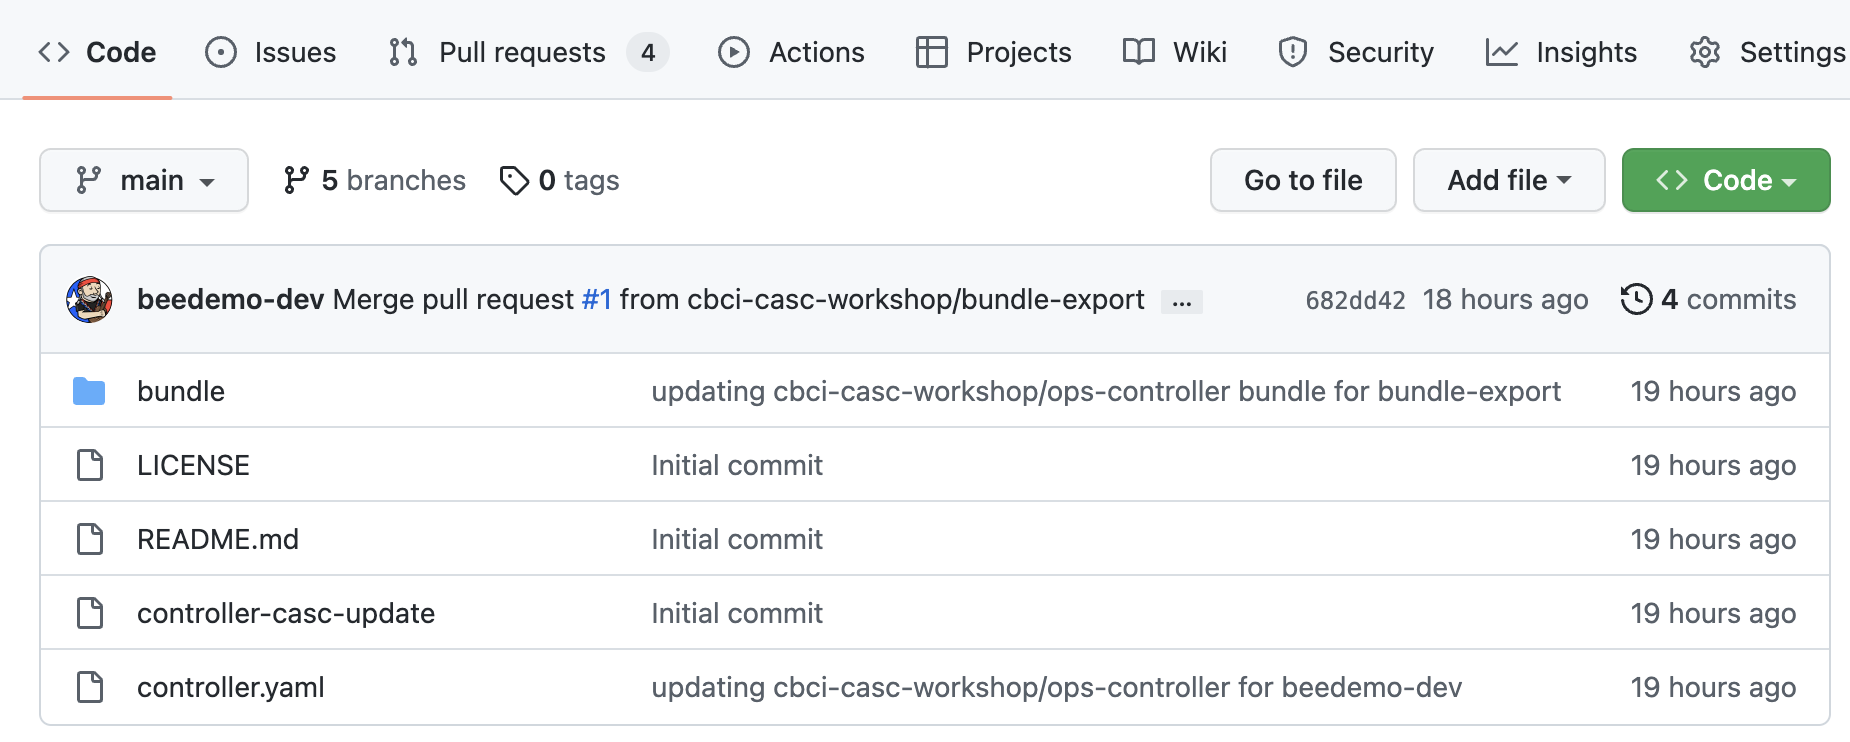 Code Issues Pull requests 4 Actions Projects Wiki Security Insights Settings
main 5 branches 0 tags Go to file Add file Code
beedemo-dev Merge pull request #1 from cbci-casc-workshop/bundle-export ... 682dd42 18 hours ago 4 commits
bundle updating cbci-casc-workshop/ops-controller bundle for bundle-export 19 hours ago
LICENSE Initial commit 19 hours ago
README.md Initial commit 19 hours ago
controller-casc-update Initial commit 19 hours ago
controller.yaml updating cbci-casc-workshop/ops-controller for beedemo-dev 19 hours ago